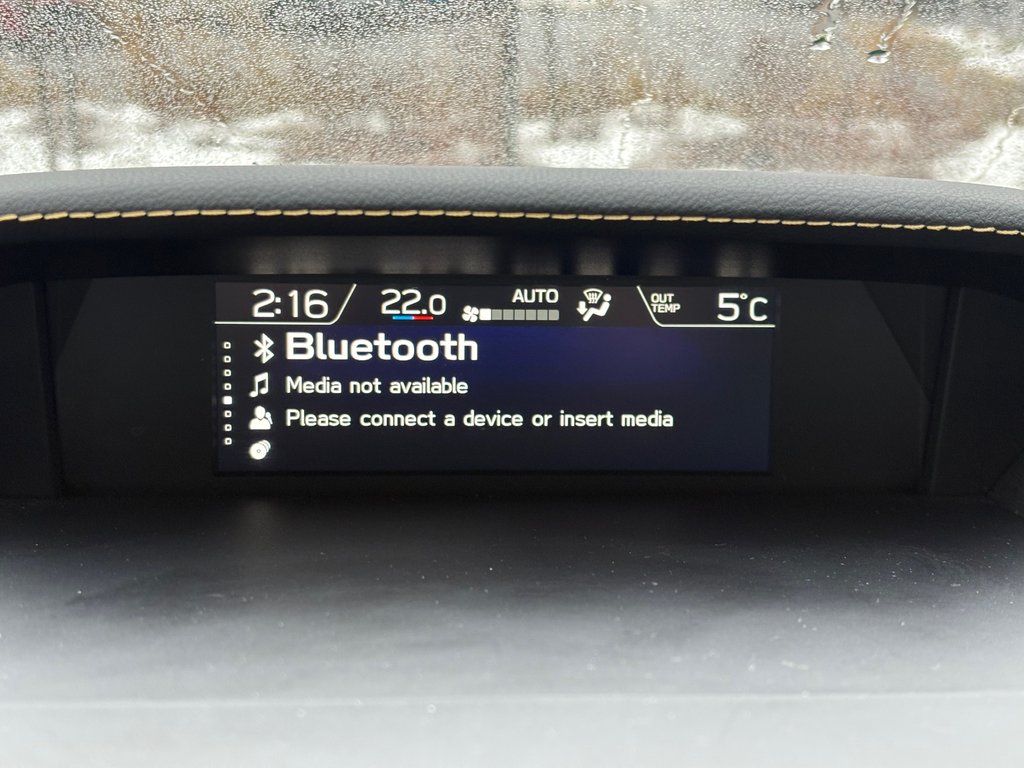 2:16 22.0 AUTO OUT TEMP 5°C
Bluetooth
Media not available
Please connect a device or insert media